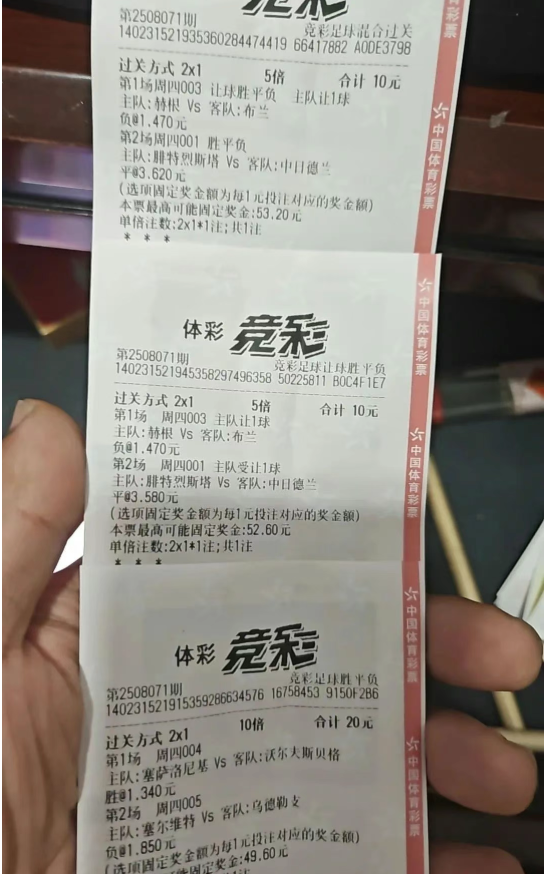 竞彩
第2508071期
竞彩足球混合过关
140231521935360284474419 66417882 A0DE3798
过关方式 2x1 5倍 合计 10元
第1场周四003 让球胜平负 主队让1球
主队:赫根 Vs 客队:布兰
负@1.470元
第2场周四001 胜平负
主队:腓特烈斯塔 Vs 客队:中日德兰
平@3.620元
(选项固定奖金额为每1元投注对应的奖金额)
本票最高可能固定奖金:53.20元
单倍注数:2x1*1注;共1注
* * *
中国体育彩票
体彩 竞彩
第2508071期
竞彩足球让球胜平负
140231521945358297496358 50225811 B0C4F1E7
过关方式 2x1 5倍 合计 10元
第1场 周四003 主队让1球
主队:赫根 Vs 客队:布兰
负@1.470元
第2场 周四001 主队受让1球
主队:腓特烈斯塔 Vs 客队:中日德兰
平@3.580元
(选项固定奖金额为每1元投注对应的奖金额)
本票最高可能固定奖金:52.60元
单倍注数:2x1*1注;共1注
* * *
中国体育彩票
中国体育彩票
体彩 竞彩
第2508071期
竞彩足球胜平负
140231521915359286634576 16758453 9150F2B6
过关方式 2x1 10倍 合计 20元
第1场 周四004
主队:塞萨洛尼基 Vs 客队:沃尔夫斯贝格
胜@1.340元
第2场 周四005
主队:塞尔维特 Vs 客队:乌德勒支
负@1.850元
(选项固定奖金额为每1元投注对应的奖金额)
能固定奖金:49.60元
中国体育彩票
中国体育彩票